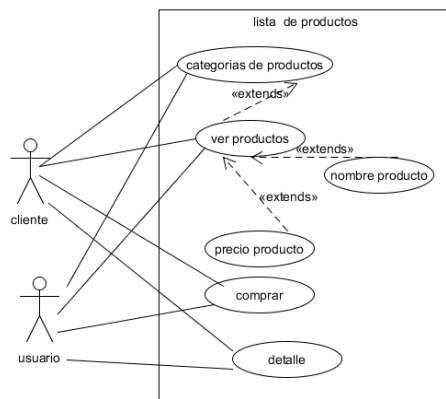 lista de productos
categorias de productos
«extends»
ver productos
«extends»
nombre producto
cliente
«extends»
precio producto
comprar
usuario
detalle